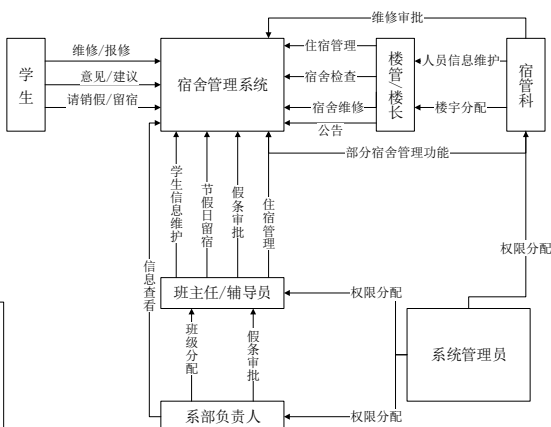 维修审批
学生
维修/报修
意见/建议
请销假/留宿
宿舍管理系统
住宿管理
宿舍检查
宿舍维修
公告
楼管/楼长
人员信息维护
楼宇分配
宿管科
部分宿舍管理功能
学生信息维护
节假日留宿
假条审批
住宿管理
信息查看
权限分配
班主任/辅导员
权限分配
班级分配
假条审批
系统管理员
系部负责人
权限分配